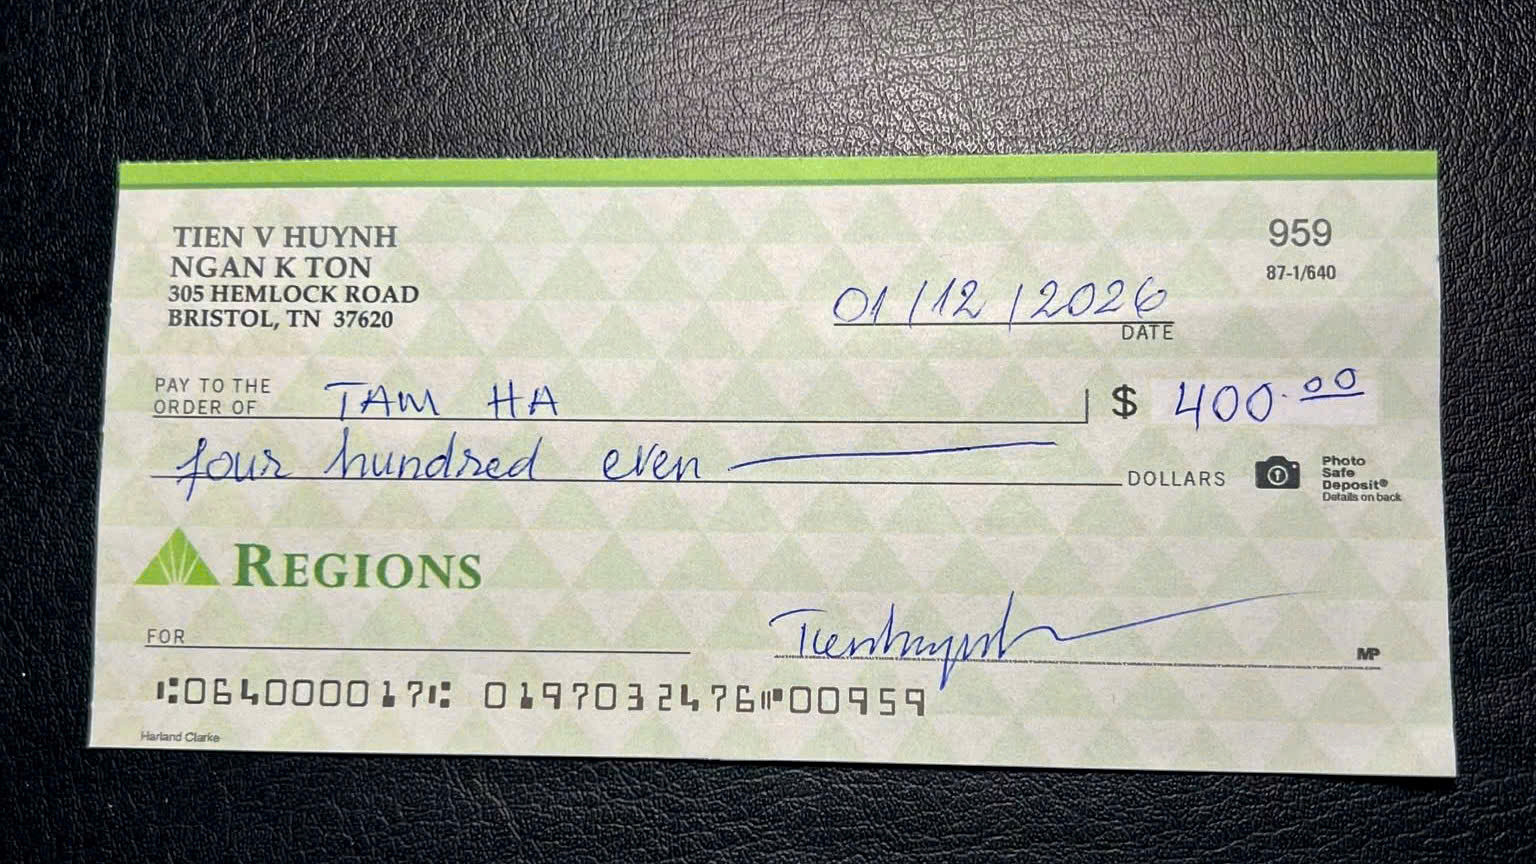 TIEN V HUYNH
NGAN K TON
305 HEMLOCK ROAD
BRISTOL, TN 37620
959
87-1/640
01/12/2026
DATE
PAY TO THE
ORDER OF TAM HA $ 400.00
four hundred even DOLLARS
Photo
Safe
Deposit®
Details on back
REGIONS
FOR Tienhuynh MP
⑆064000017⑆ 0197032476⑈00959
Harland Clarke